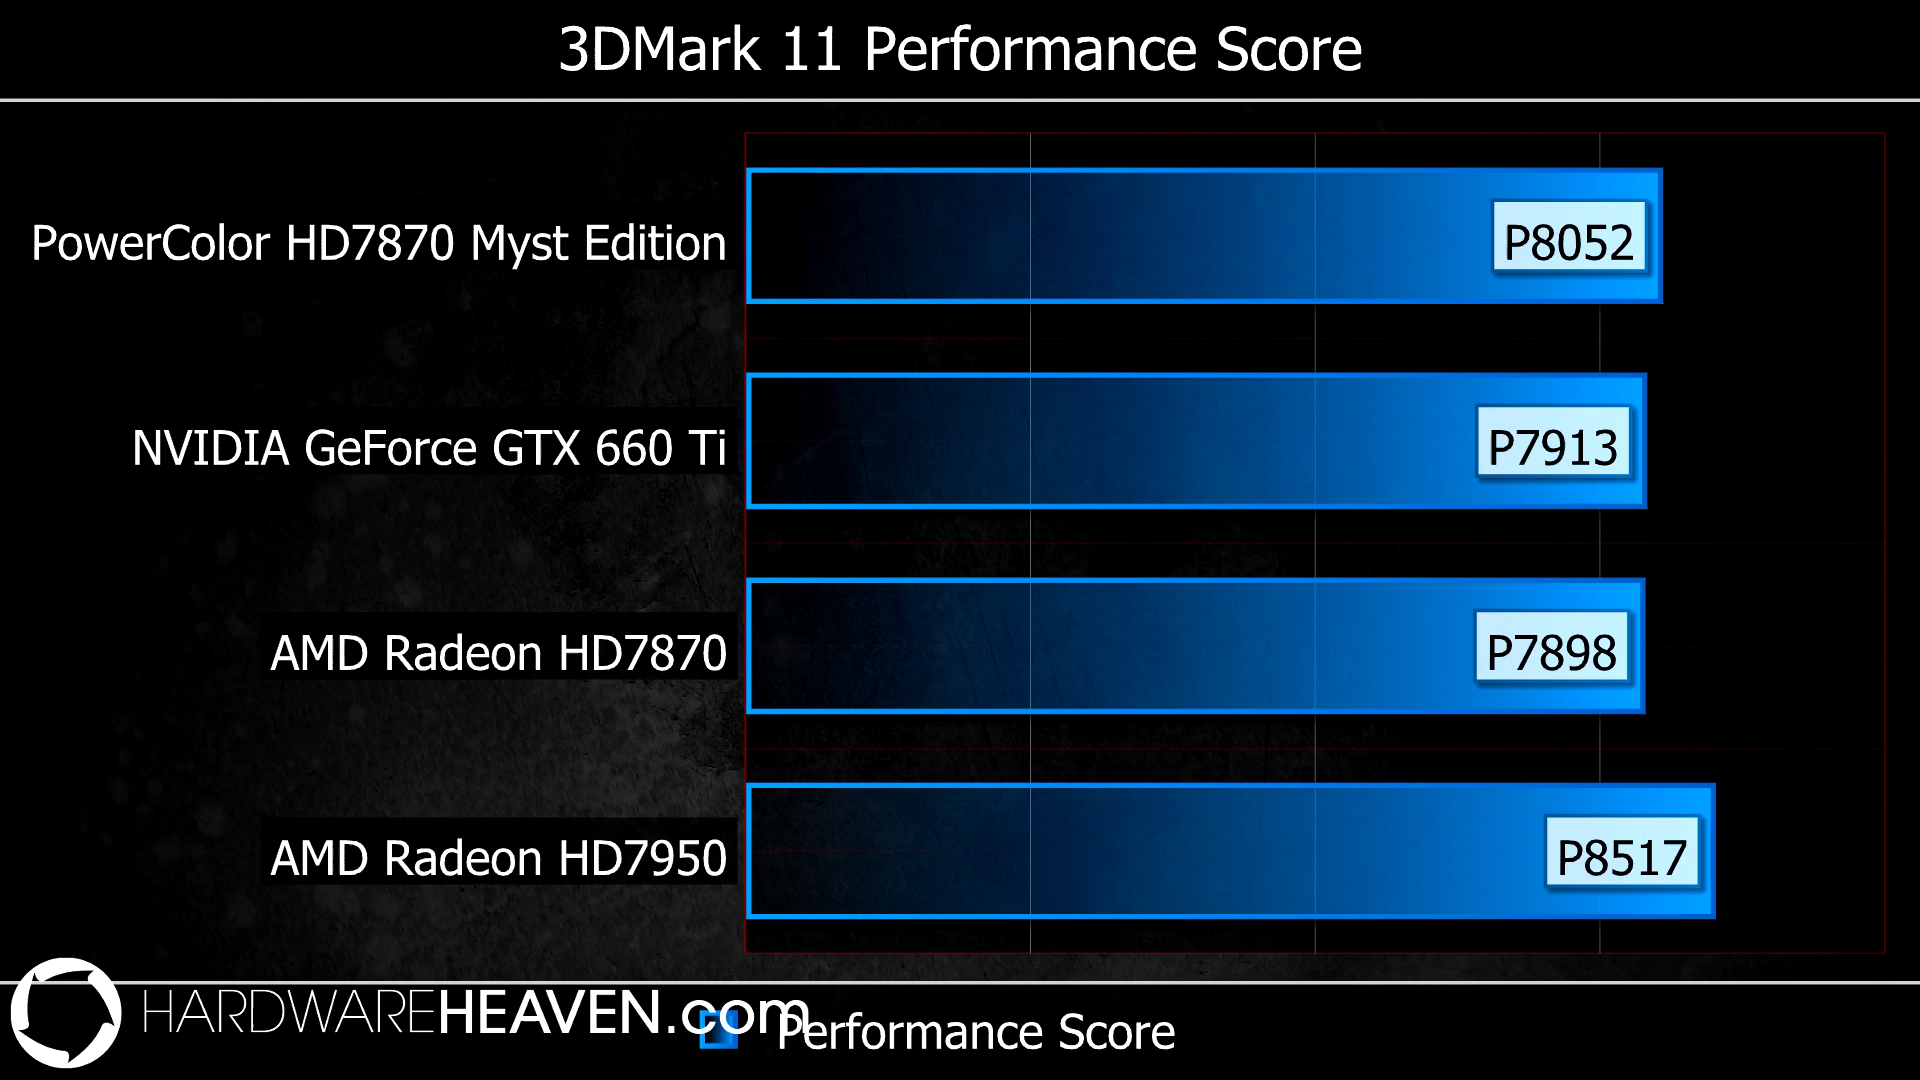 3DMark 11 Performance Score
PowerColor HD7870 Myst Edition
P8052
NVIDIA GeForce GTX 660 Ti
P7913
AMD Radeon HD7870
P7898
AMD Radeon HD7950
P8517
HARDWAREHEAVEN.com
Performance Score